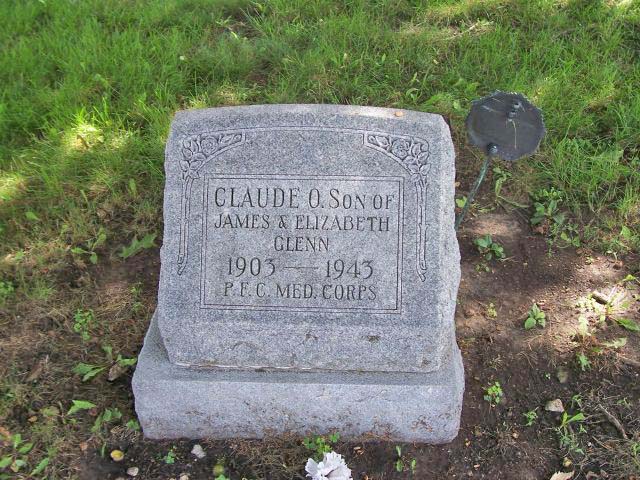 CLAUDE O. SON OF
JAMES & ELIZABETH
GLENN
1903 — 1943
P.F.C. MED. CORPS